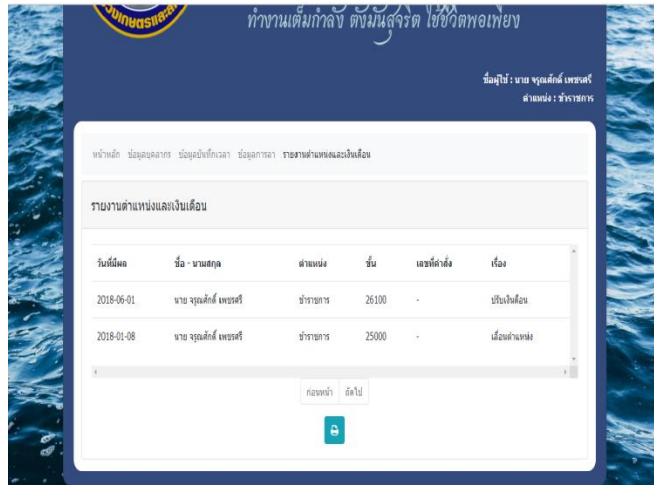 ทำงานเต็มกำลัง ตั้งมั่นสุจริต ใช้ชีวิตพอเพียง
ชื่อผู้ใช้ : นาย จรุณศักดิ์ เพชรศรี
ตำแหน่ง : ข้าราชการ
หน้าหลัก ข้อมูลบุคลากร ข้อมูลบันทึกเวลา ข้อมูลการลา รายงานตำแหน่งและเงินเดือน
รายงานตำแหน่งและเงินเดือน
วันที่มีผล ชื่อ - นามสกุล ตำแหน่ง ขั้น เลขที่คำสั่ง เรื่อง
2018-06-01 นาย จรุณศักดิ์ เพชรศรี ข้าราชการ 26100 - ปรับเงินดือน
2018-01-08 นาย จรุณศักดิ์ เพชรศรี ข้าราชการ 25000 - เลื่อนตำแหน่ง
ก่อนหน้า ถัดไป